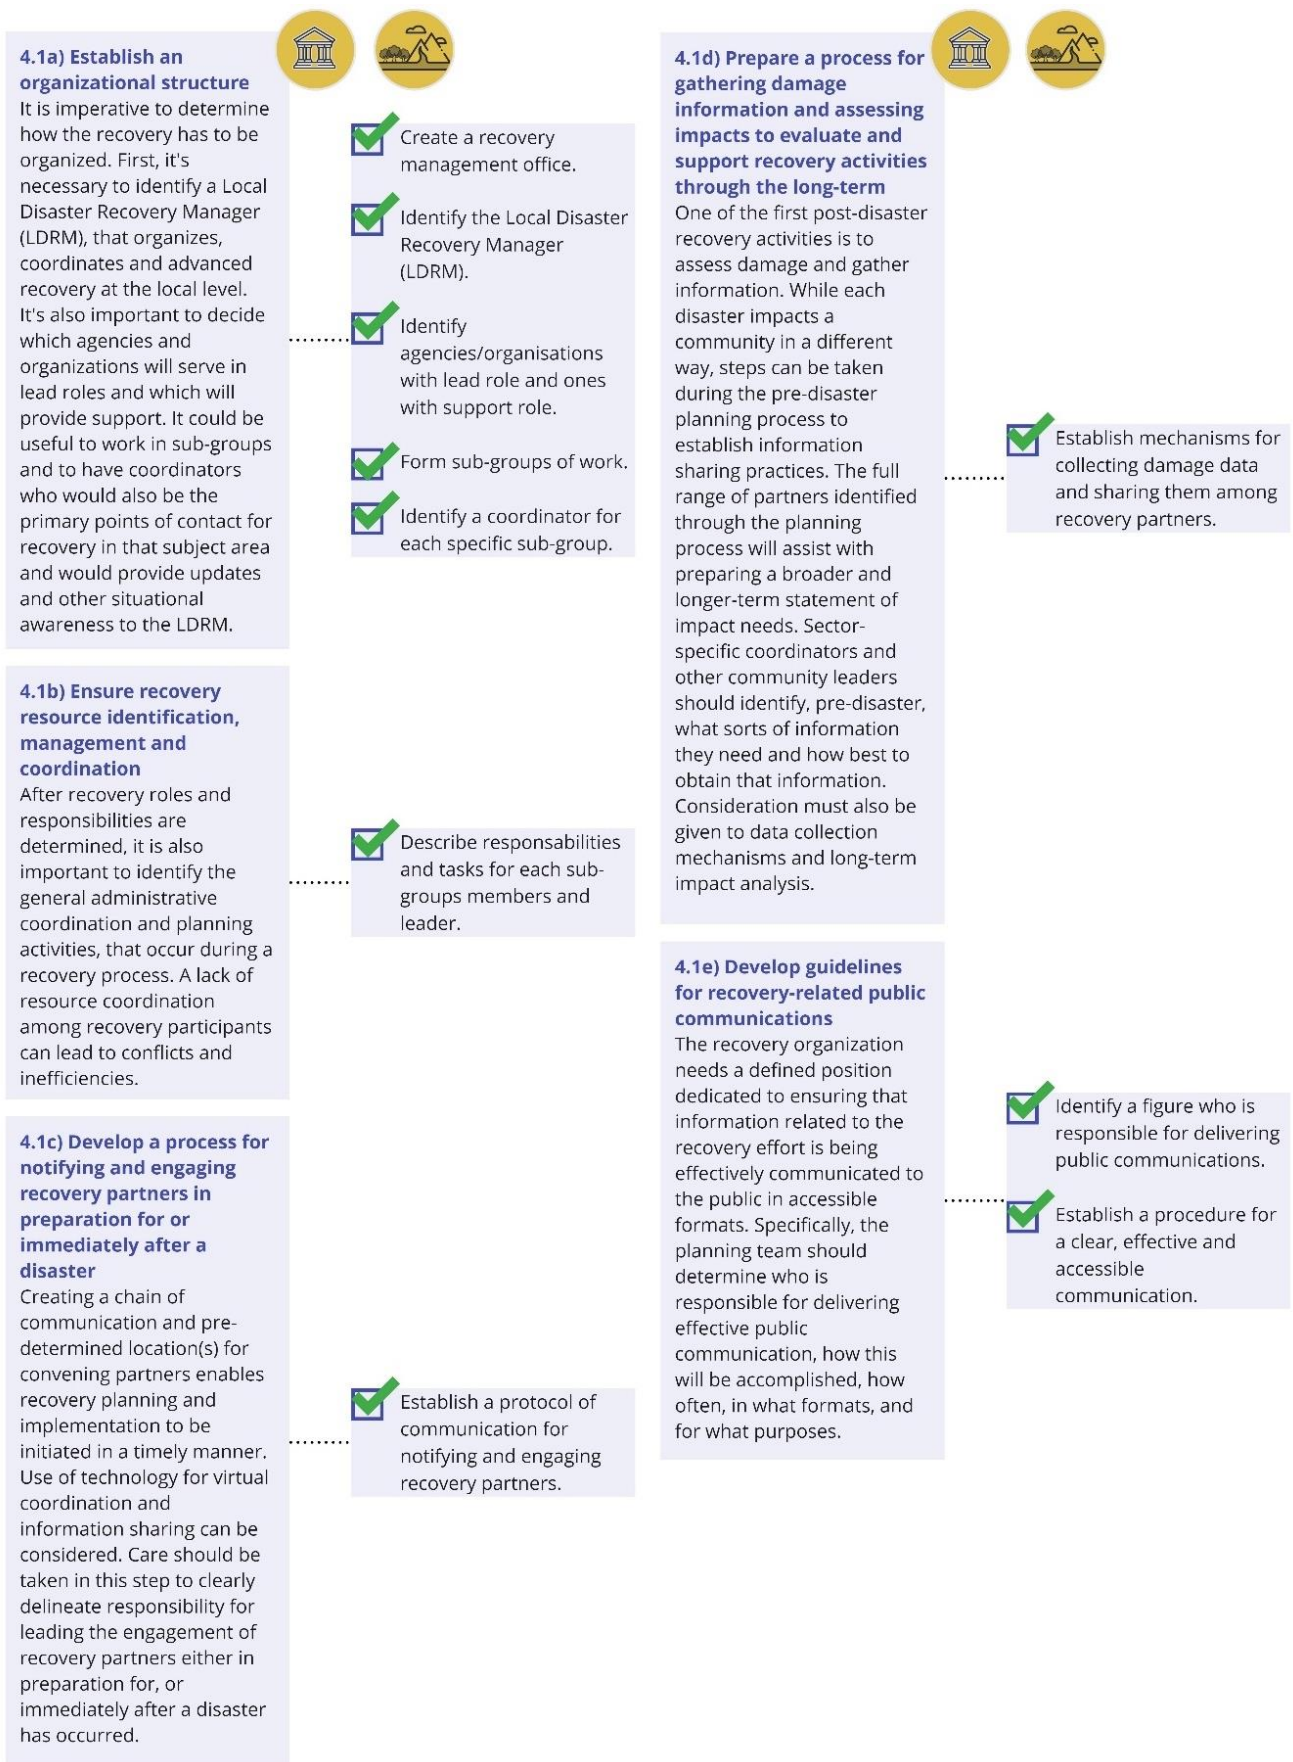 4.1a) Establish an
organizational structure
It is imperative to determine
how the recovery has to be
organized. First, it's
necessary to identify a Local
Disaster Recovery Manager
(LDRM), that organizes,
coordinates and advanced
recovery at the local level.
It's also important to decide
which agencies and
organizations will serve in
lead roles and which will
provide support. It could be
useful to work in sub-groups
and to have coordinators
who would also be the
primary points of contact for
recovery in that subject area
and would provide updates
and other situational
awareness to the LDRM.
Create a recovery
management office.
Identify the Local Disaster
Recovery Manager
(LDRM).
Identify
agencies/organisations
with lead role and ones
with support role.
Form sub-groups of work.
Identify a coordinator for
each specific sub-group.
4.1b) Ensure recovery
resource identification,
management and
coordination
After recovery roles and
responsibilities are
determined, it is also
important to identify the
general administrative
coordination and planning
activities, that occur during a
recovery process. A lack of
resource coordination
among recovery participants
can lead to conflicts and
inefficiencies.
Describe responsabilities
and tasks for each sub-
groups members and
leader.
4.1c) Develop a process for
notifying and engaging
recovery partners in
preparation for or
immediately after a
disaster
Creating a chain of
communication and pre-
determined location(s) for
convening partners enables
recovery planning and
implementation to be
initiated in a timely manner.
Use of technology for virtual
coordination and
information sharing can be
considered. Care should be
taken in this step to clearly
delineate responsibility for
leading the engagement of
recovery partners either in
preparation for, or
immediately after a disaster
has occurred.
Establish a protocol of
communication for
notifying and engaging
recovery partners.
4.1d) Prepare a process for
gathering damage
information and assessing
impacts to evaluate and
support recovery activities
through the long-term
One of the first post-disaster
recovery activities is to
assess damage and gather
information. While each
disaster impacts a
community in a different
way, steps can be taken
during the pre-disaster
planning process to
establish information
sharing practices. The full
range of partners identified
through the planning
process will assist with
preparing a broader and
longer-term statement of
impact needs. Sector-
specific coordinators and
other community leaders
should identify, pre-disaster,
what sorts of information
they need and how best to
obtain that information.
Consideration must also be
given to data collection
mechanisms and long-term
impact analysis.
Establish mechanisms for
collecting damage data
and sharing them among
recovery partners.
4.1e) Develop guidelines
for recovery-related public
communications
The recovery organization
needs a defined position
dedicated to ensuring that
information related to the
recovery effort is being
effectively communicated to
the public in accessible
formats. Specifically, the
planning team should
determine who is
responsible for delivering
effective public
communication, how this
will be accomplished, how
often, in what formats, and
for what purposes.
Identify a figure who is
responsible for delivering
public communications.
Establish a procedure for
a clear, effective and
accessible
communication.